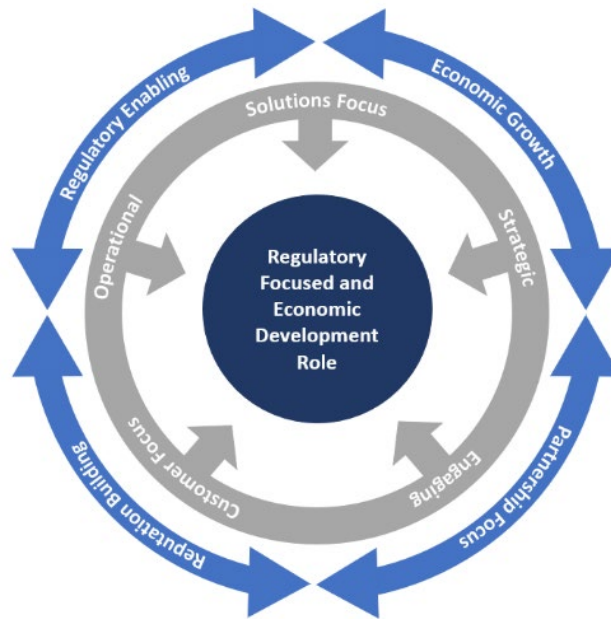 Regulatory Enabling
Economic Growth
Solutions Focus
Operational
Strategic
Regulatory
Focused and
Economic
Development
Role
Customer Focus
Engaging
Reputation Building
Partnership Focus